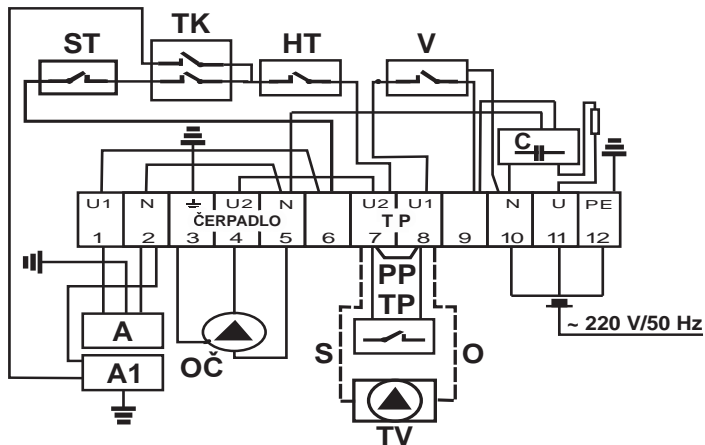 ST TK HT V
C
U1 N U2 N U2 U1 N U PE
ČERPADLO T P
1 2 3 4 5 6 7 8 9 10 11 12
PP
TP
A
A1
OČ
S O
~ 220 V/50 Hz
TV